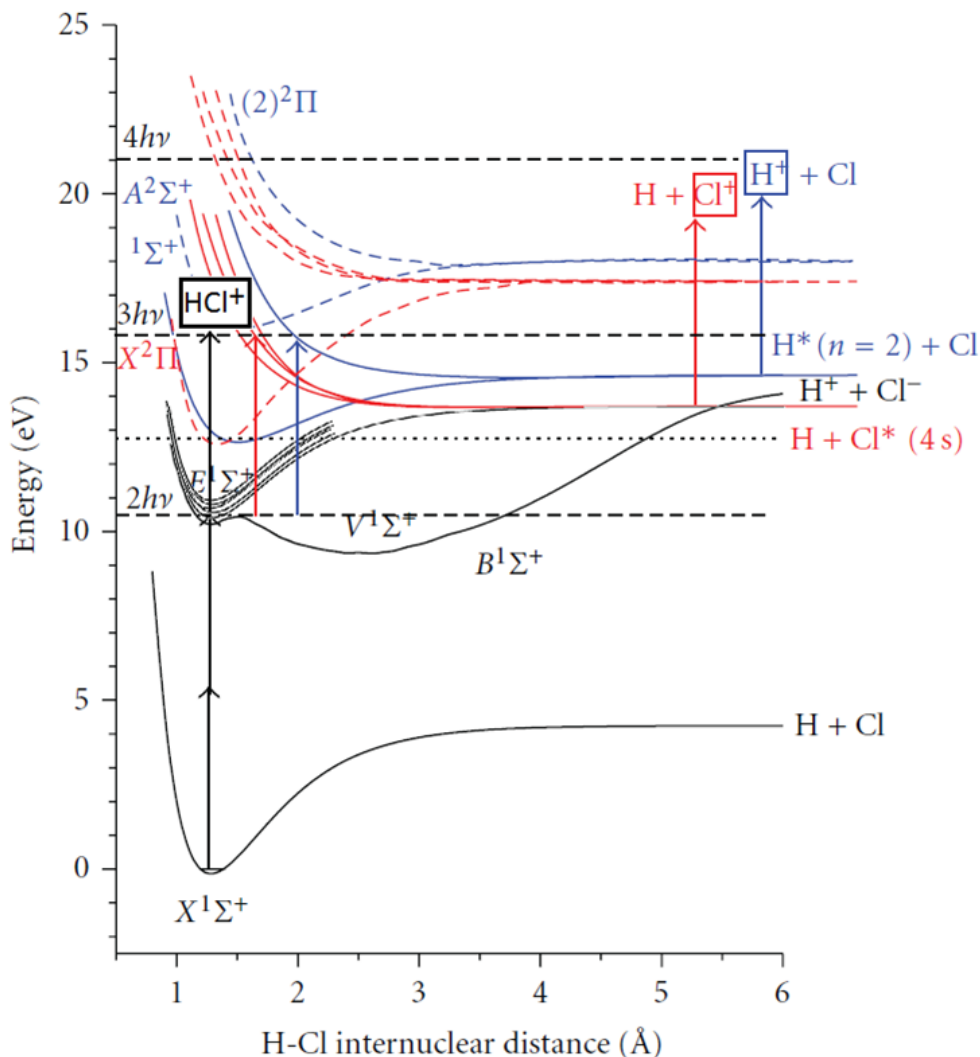 25
20
15
10
5
0
Energy (eV)
(2)²Π
4hν
A²Σ⁺
¹Σ⁺
HCl⁺
3hν
X²Π
H + Cl⁺
H⁺ + Cl
H* (n = 2) + Cl
H⁺ + Cl⁻
H + Cl* (4 s)
E¹Σ⁺
2hν
V¹Σ⁺
B¹Σ⁺
H + Cl
X¹Σ⁺
1 2 3 4 5 6
H-Cl internuclear distance (Å)